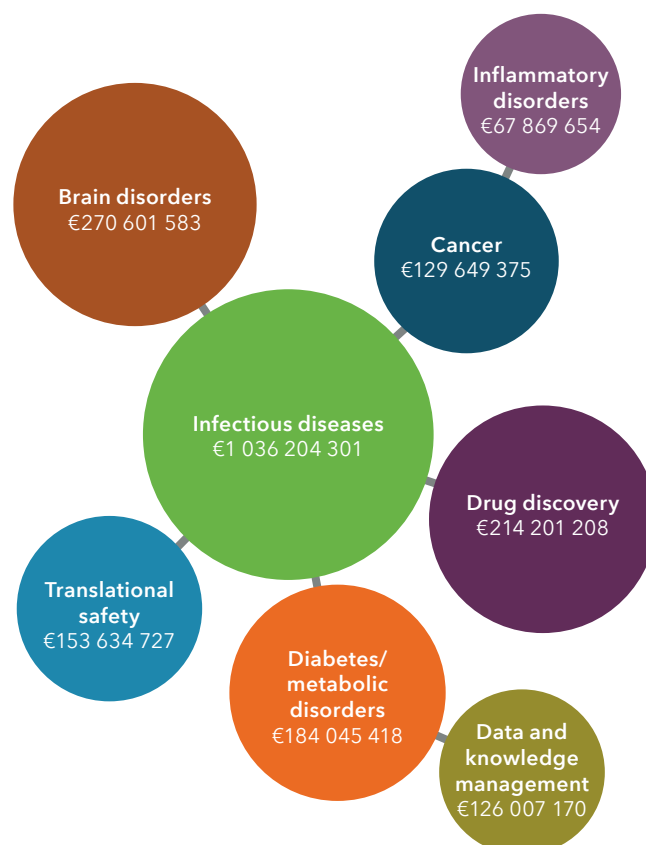 Inflammatory
disorders
€67 869 654
Brain disorders
€270 601 583
Cancer
€129 649 375
Infectious diseases
€1 036 204 301
Drug discovery
€214 201 208
Translational
safety
€153 634 727
Diabetes/
metabolic
disorders
€184 045 418
Data and
knowledge
management
€126 007 170